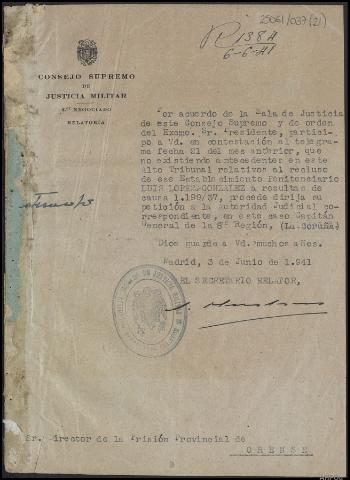 25061/037(21)
R 138A
6-6-41
CONSEJO SUPREMO
DE
JUSTICIA MILITAR
RELATORIA
Por acuerdo de la Sala de Justicia
de este Consejo Supremo y de orden
del Excmo. Sr. Presidente, partici-
po a Vd. en contestación al telegra-
ma fecha 21 del mes anterior, que
no existiendo antecedentes en este
Alto Tribunal relativos al recluso
de ese Establecimiento Penitenciario
LUIS LOPEZ GONZALEZ a resultas de
causa 1.199/37, procede dirija su
petición a la Autoridad Judicial co-
rrespondiente, en este caso Capitán
General de la 8ª Región, (La Coruña)
Dios guarde a Vd. muchos años.
Madrid, 3 de Junio de 1.941
EL SECRETARIO RELATOR,
Sr. Director de la Prisión Provincial de
ORENSE